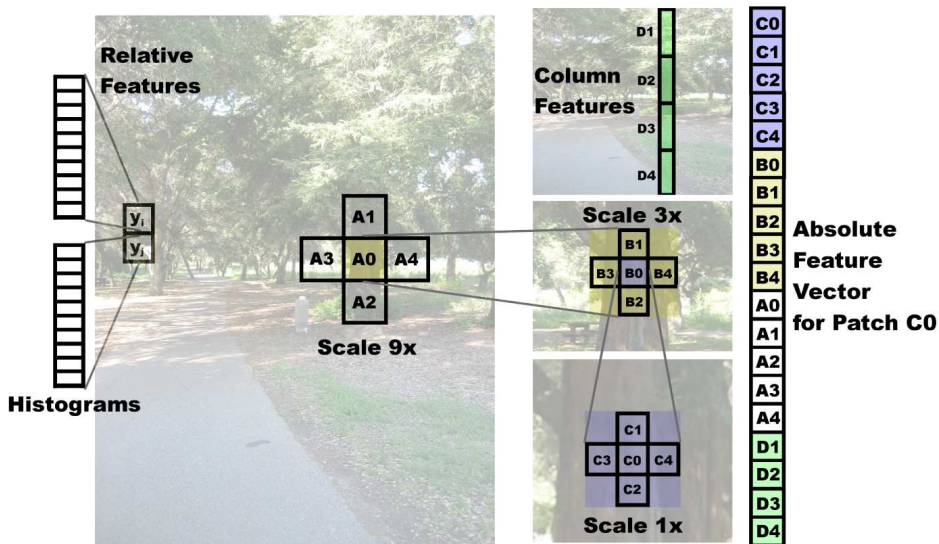 Relative
Features
y_i
y_j
Histograms
A1
A3 A0 A4
A2
Scale 9x
Column
Features
D1
D2
D3
D4
Scale 3x
B1
B3 B0 B4
B2
C1
C3 C0 C4
C2
Scale 1x
C0
C1
C2
C3
C4
B0
B1
B2
B3
B4
A0
A1
A2
A3
A4
D1
D2
D3
D4
Absolute
Feature
Vector
for Patch C0